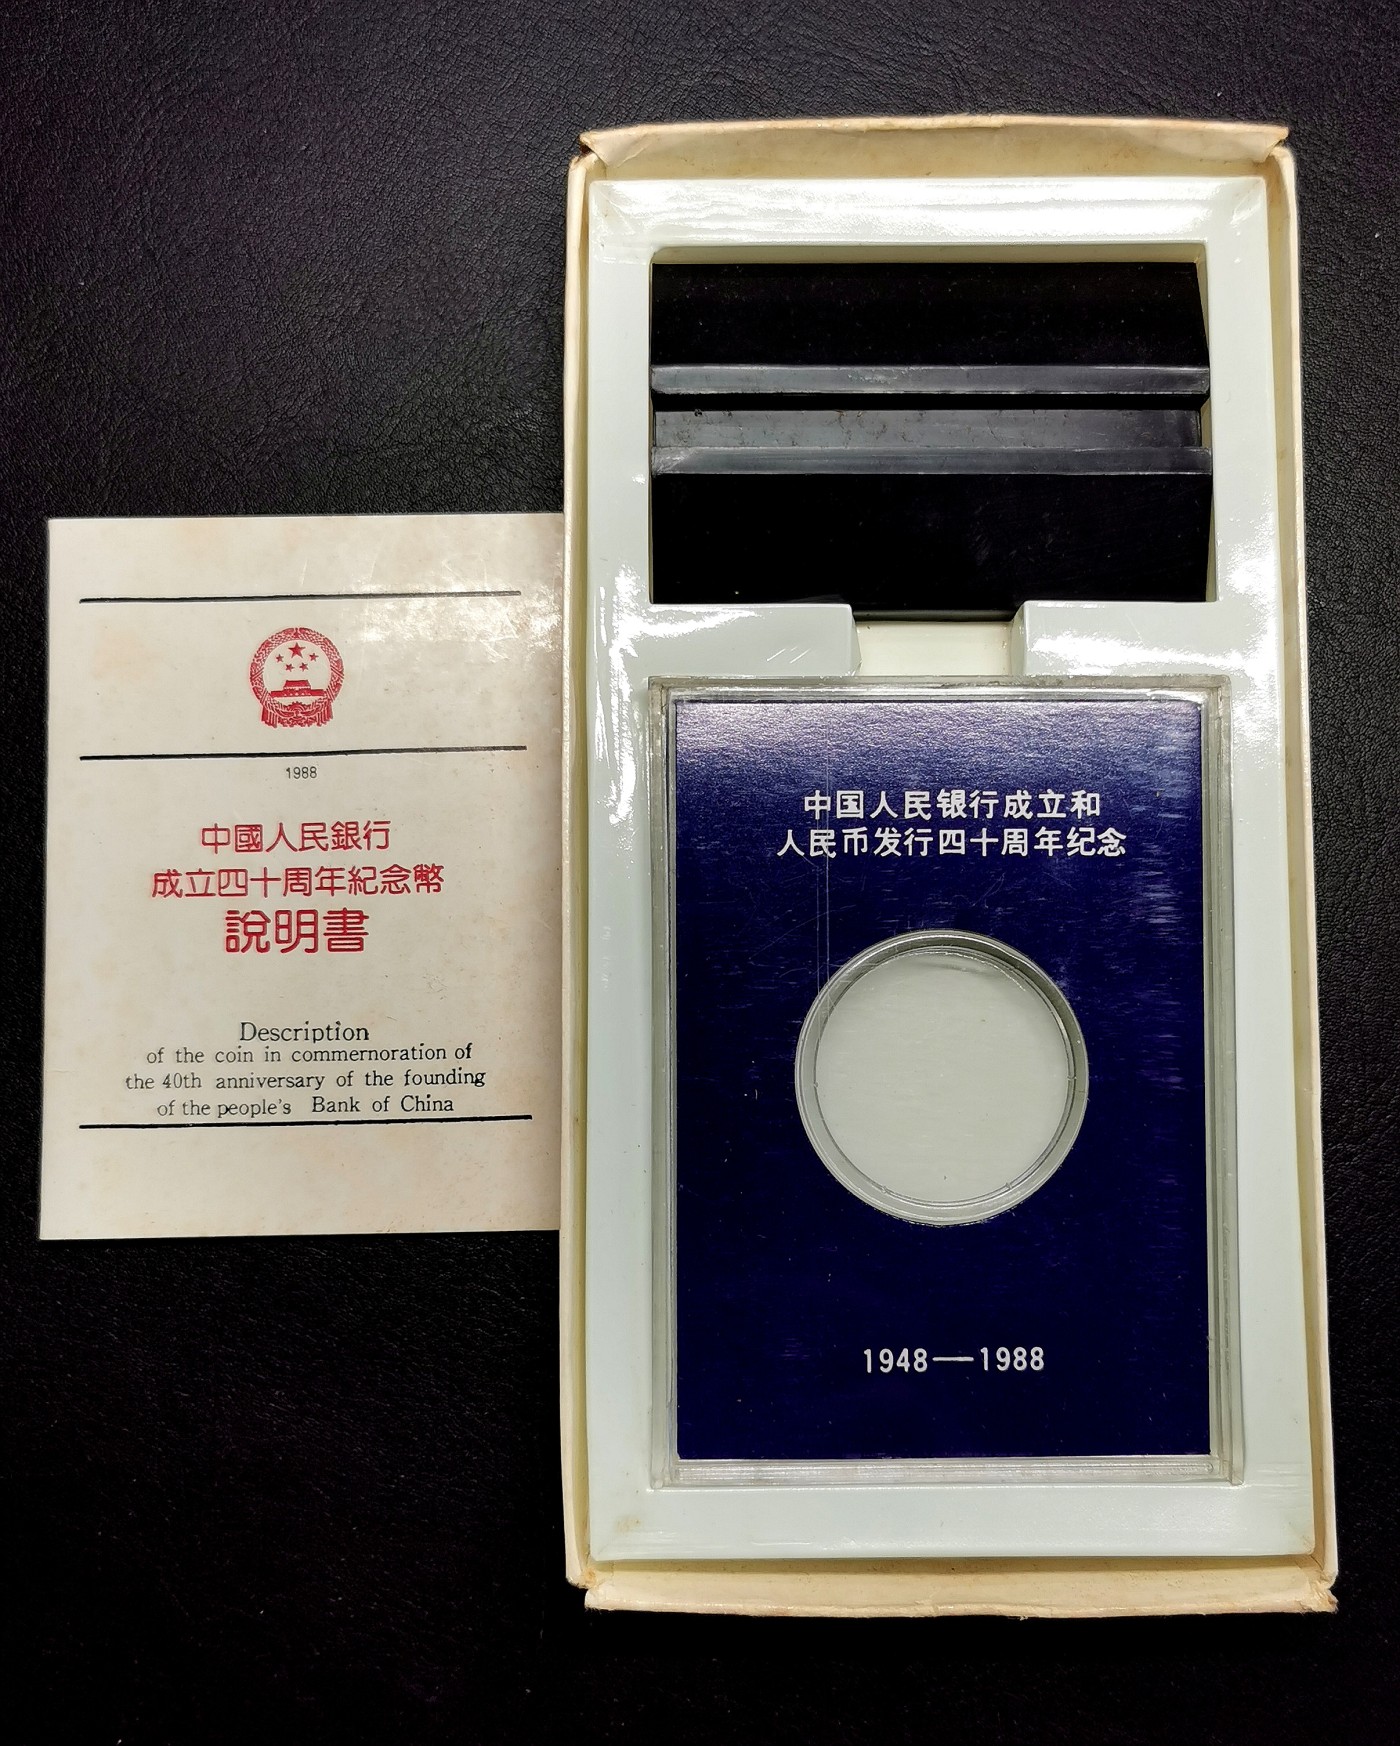 1988
中國人民銀行
成立四十周年紀念幣
說明書
Description
of the coin in commernoration of
the 40th anniversary of the founding
of the people's Bank of China
中国人民银行成立和
人民币发行四十周年纪念
1948—1988